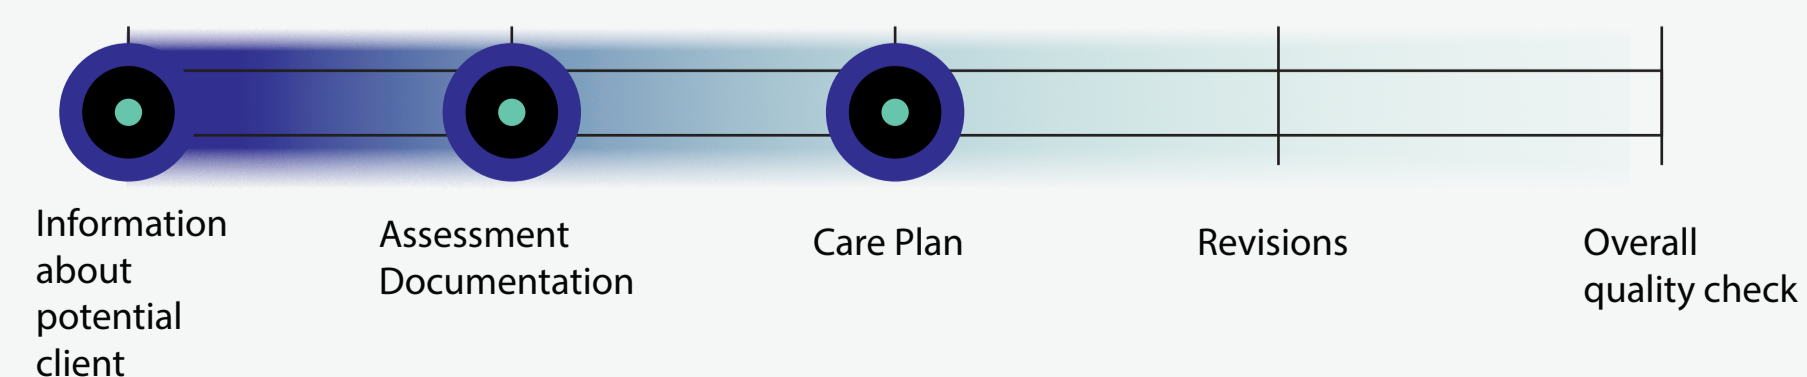 Information
about
potential
client
Assessment
Documentation
Care Plan
Revisions
Overall
quality check